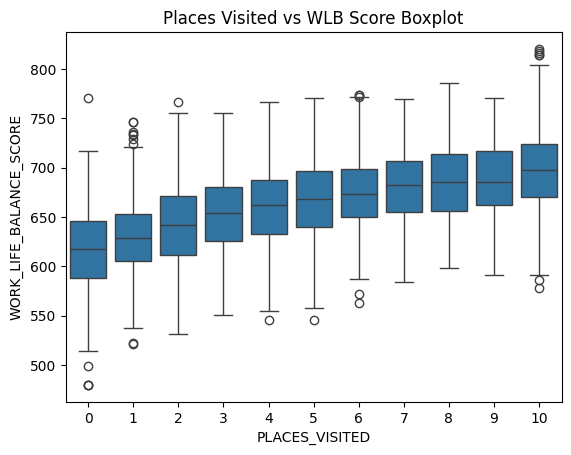 Places Visited vs WLB Score Boxplot
WORK_LIFE_BALANCE_SCORE
800
750
700
650
600
550
500
0 1 2 3 4 5 6 7 8 9 10
PLACES_VISITED